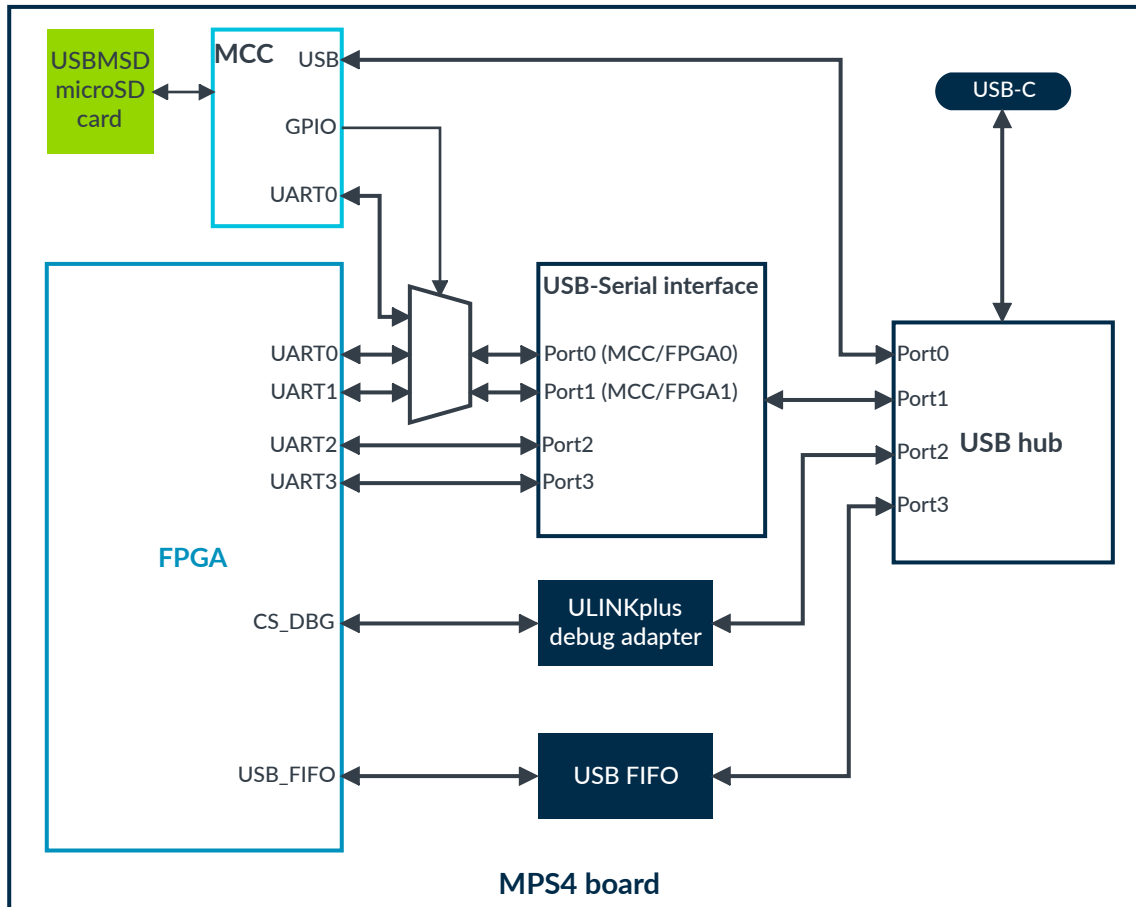 USBMSD
microSD
card
MCC
USB
GPIO
UART0
USB-C
FPGA
UART0
UART1
UART2
UART3
CS_DBG
USB_FIFO
USB-Serial interface
Port0 (MCC/FPGA0)
Port1 (MCC/FPGA1)
Port2
Port3
ULINKplus
debug adapter
USB FIFO
USB hub
Port0
Port1
Port2
Port3
MPS4 board